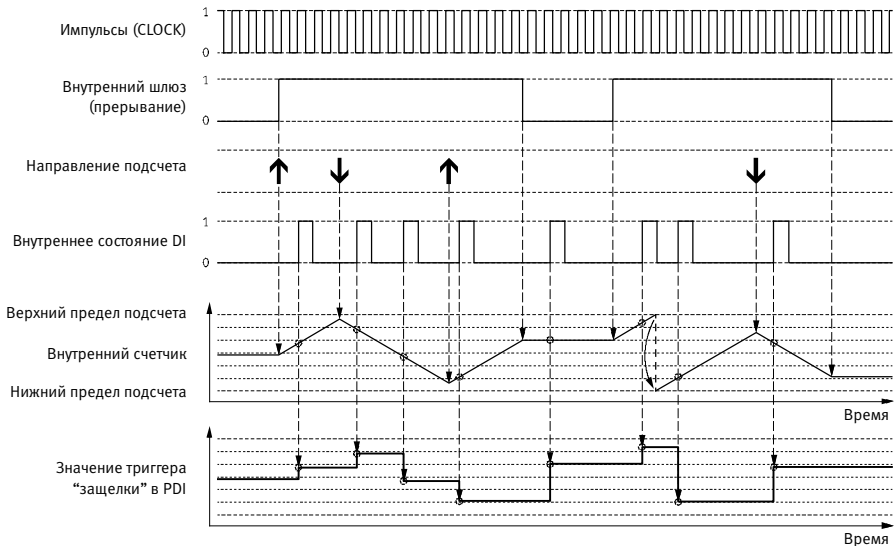 1
Импульсы (CLOCK)
0
1
Внутренний шлюз
(прерывание)
0
Направление подсчета
1
Внутреннее состояние DI
0
Верхний предел подсчета
Внутренний счетчик
Нижний предел подсчета
Время
Значение триггера
“защелки” в PDI
Время